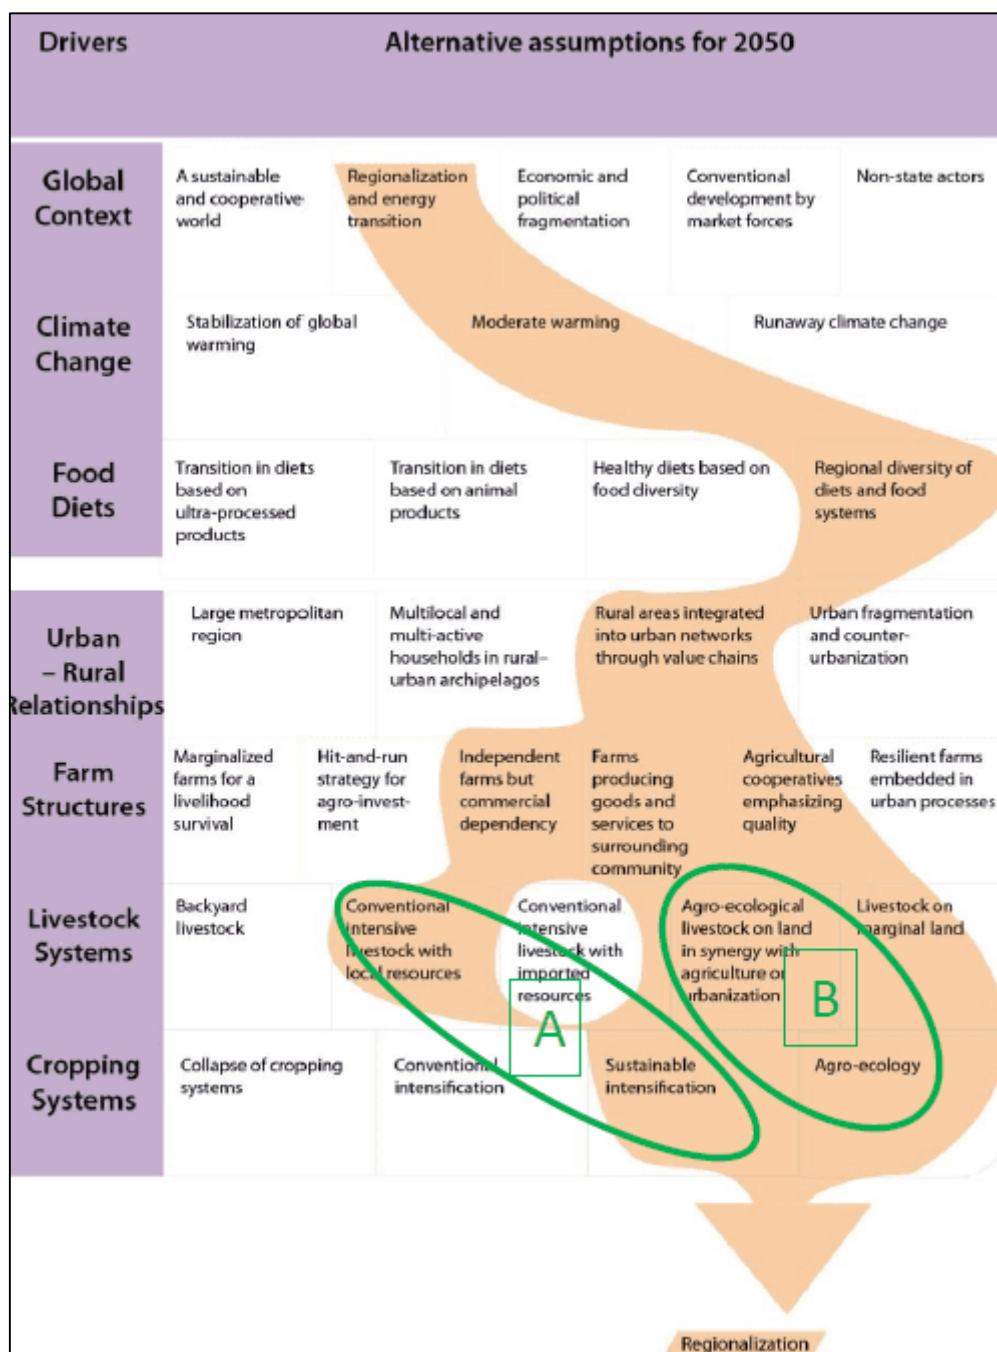 Drivers
Alternative assumptions for 2050
Global
Context
A sustainable
and cooperative
world
Regionalization
and energy
transition
Economic and
political
fragmentation
Conventional
development by
market forces
Non-state actors
Climate
Change
Stabilization of global
warming
Moderate warming
Runaway climate change
Food
Diets
Transition in diets
based on
ultra-processed
products
Transition in diets
based on animal
products
Healthy diets based on
food diversity
Regional diversity of
diets and food
systems
Urban
– Rural
Relationships
Large metropolitan
region
Multilocal and
multi-active
households in rural–
urban archipelagos
Rural areas integrated
into urban networks
through value chains
Urban fragmentation
and counter-
urbanization
Farm
Structures
Marginalized
farms for a
livelihood
survival
Hit-and-run
strategy for
agro-invest-
ment
Independent
farms but
commercial
dependency
Farms
producing
goods and
services to
surrounding
community
Agricultural
cooperatives
emphasizing
quality
Resilient farms
embedded in
urban processes
Livestock
Systems
Backyard
livestock
Conventional
intensive
livestock with
local resources
Conventional
intensive
livestock with
imported
resources
Agro-ecological
livestock on land
in synergy with
agriculture or
urbanization
Livestock on
marginal land
A
B
Cropping
Systems
Collapse of cropping
systems
Conventional
intensification
Sustainable
intensification
Agro-ecology
Regionalization